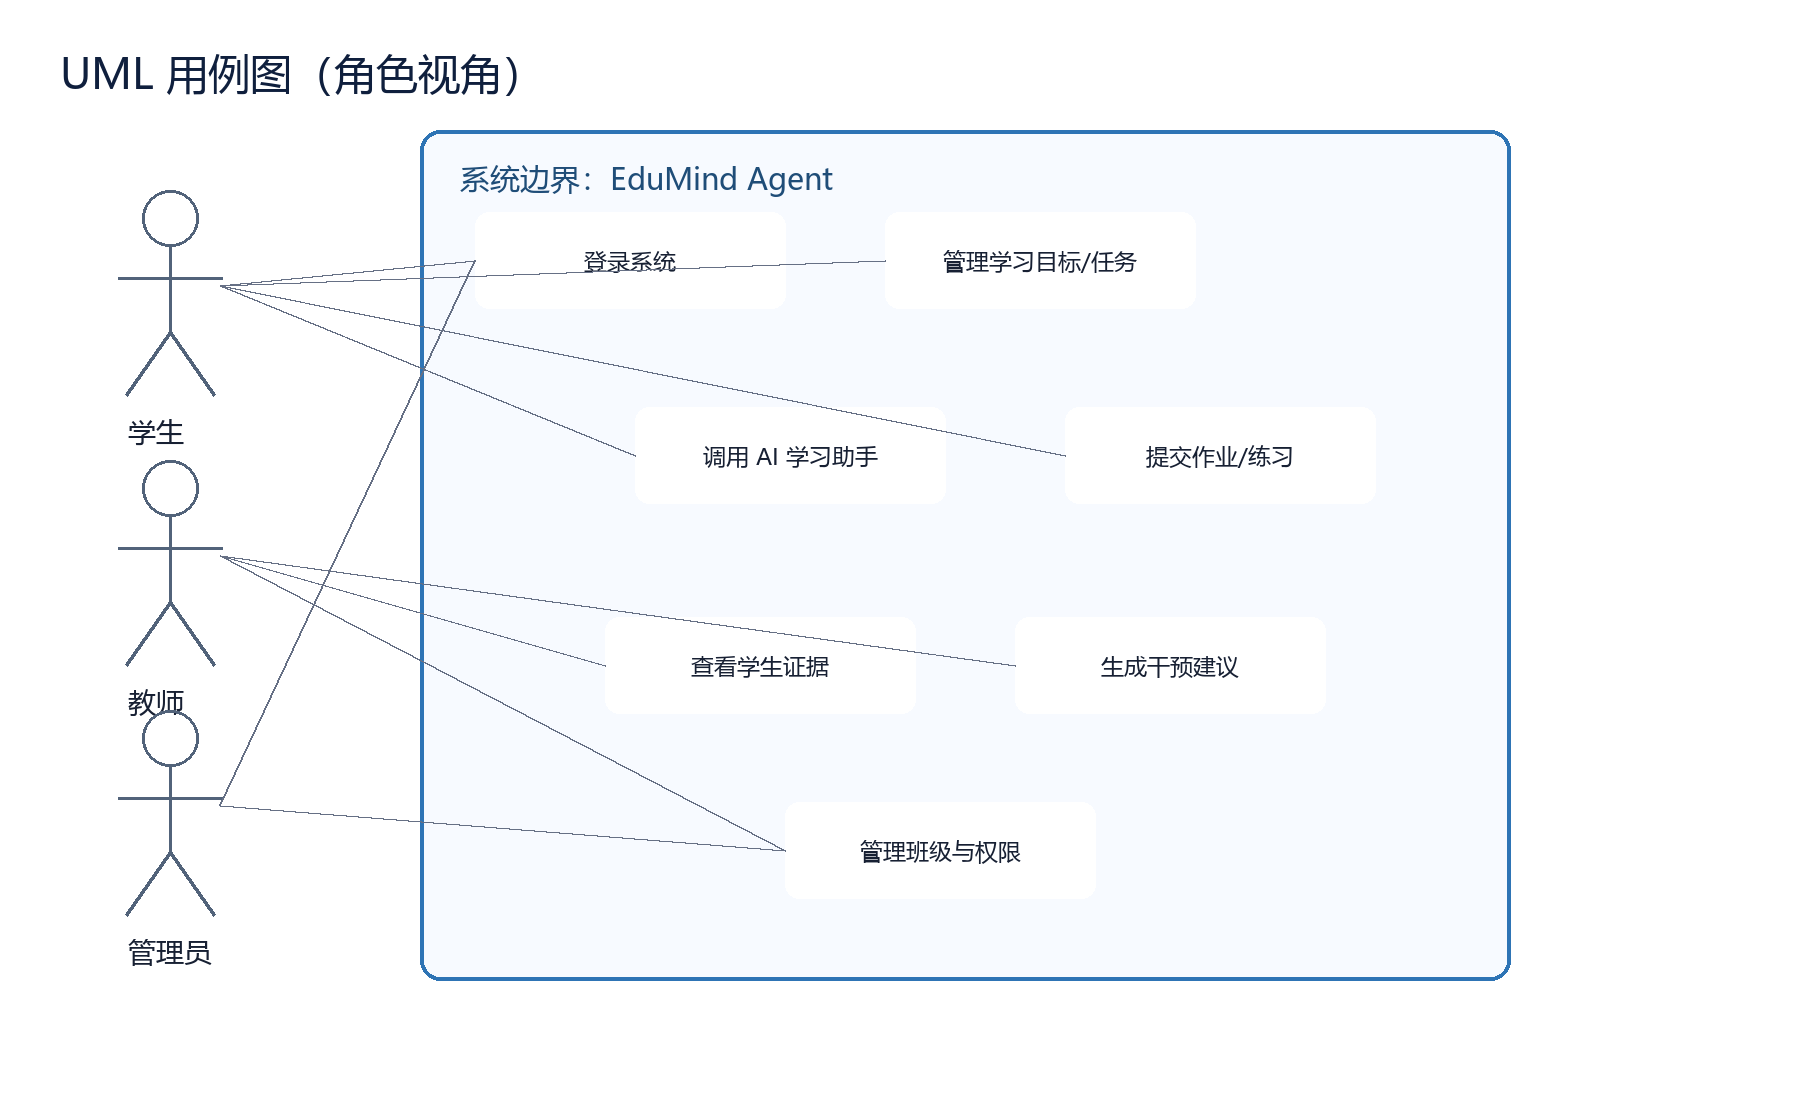 UML 用例图（角色视角）
系统边界：EduMind Agent
登录系统
管理学习目标/任务
学生
调用 AI 学习助手
提交作业/练习
教师
查看学生证据
生成干预建议
管理员
管理班级与权限